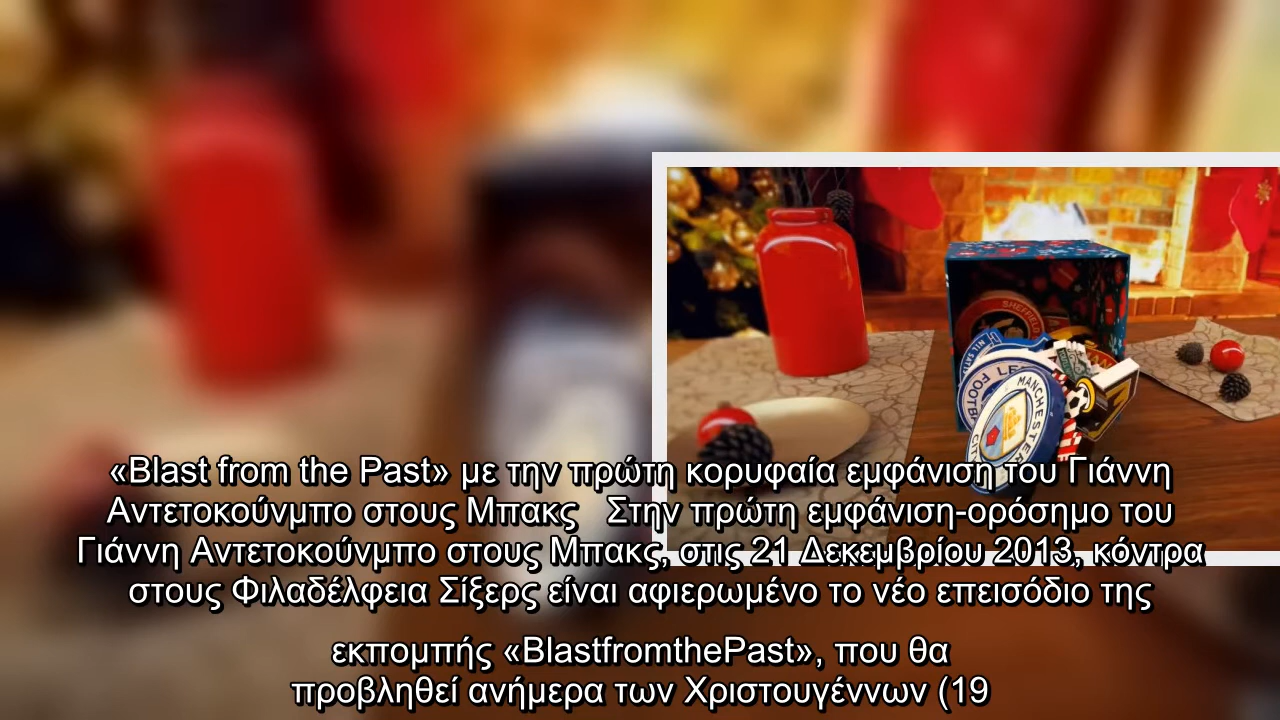 SHEFFIELD
MANCHESTER
«Blast from the Past» με την πρώτη κορυφαία εμφάνιση του Γιάννη
Αντετοκούνμπο στους Μπακς   Στην πρώτη εμφάνιση-ορόσημο του
Γιάννη Αντετοκούνμπο στους Μπακς, στις 21 Δεκεμβρίου 2013, κόντρα
στους Φιλαδέλφεια Σίξερς είναι αφιερωμένο το νέο επεισόδιο της
εκπομπής «BlastfromthePast», που θα
προβληθεί ανήμερα των Χριστουγέννων (19